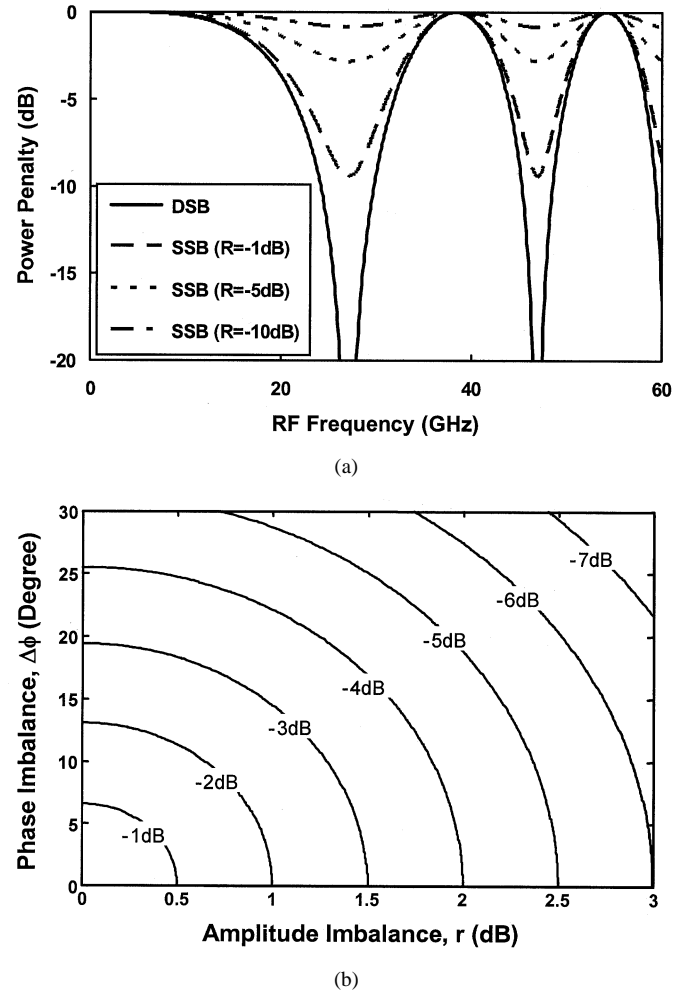 0
-5
-10
-15
-20
Power Penalty (dB)
DSB
SSB (R=-1dB)
SSB (R=-5dB)
SSB (R=-10dB)
0 20 40 60
RF Frequency (GHz)
(a)
30
25
20
15
10
5
0
Phase Imbalance, Δϕ (Degree)
-7dB
-6dB
-5dB
-4dB
-3dB
-2dB
-1dB
0 0.5 1 1.5 2 2.5 3
Amplitude Imbalance, r (dB)
(b)